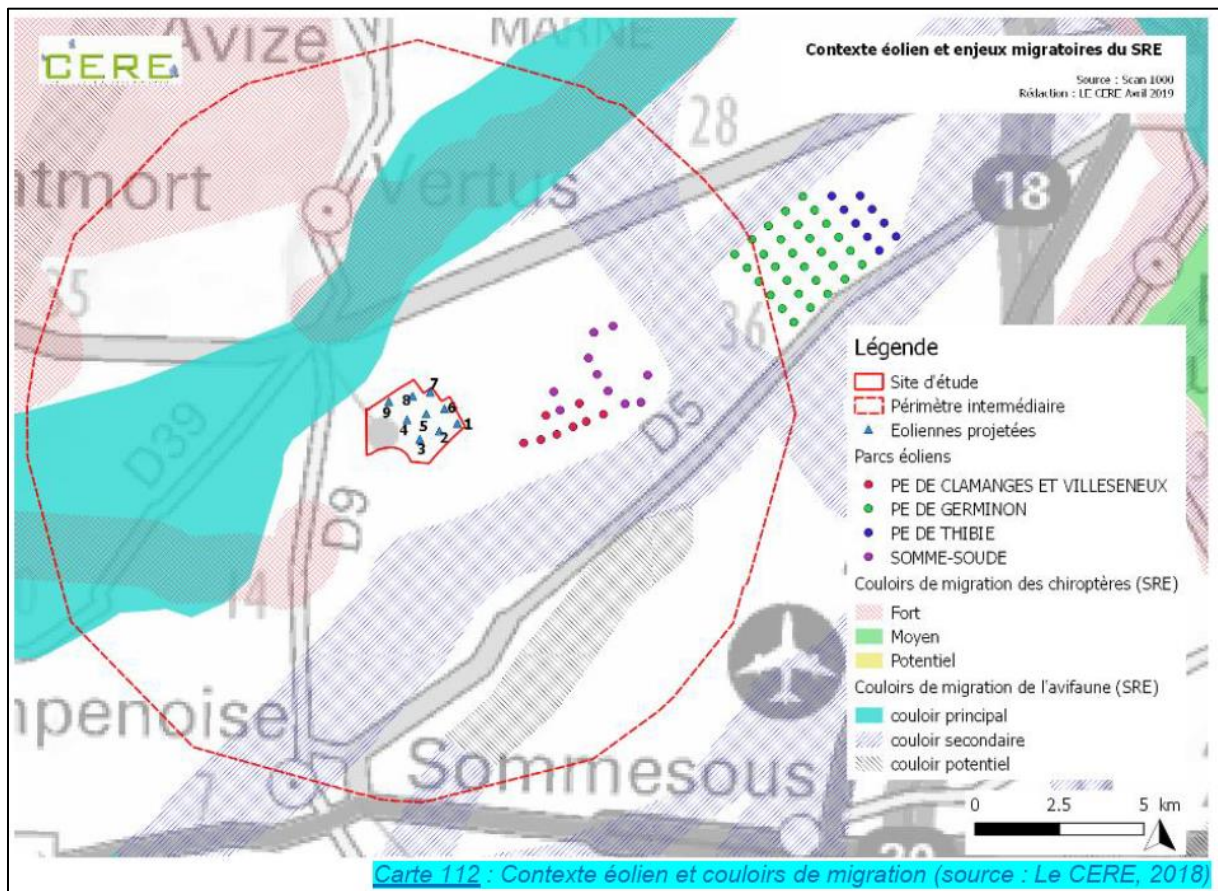 Avize
MARNE
CERE
Contexte éolien et enjeux migratoires du SRE
Source : Scan 1000
Rédaction : LE CERE Avril 2019
28
18
ntmort
Vertus
35
36
7
9
8
6
4
5
1
2
3
D5
D39
D9
14
Légende
Site d'étude
Périmètre intermédiaire
Eoliennes projetées
Parcs éoliens
PE DE CLAMANGES ET VILLESENEUX
PE DE GERMINON
PE DE THIBIE
SOMME-SOUDE
Couloirs de migration des chiroptères (SRE)
Fort
Moyen
Potentiel
Couloirs de migration de l'avifaune (SRE)
couloir principal
couloir secondaire
couloir potentiel
mpenoise
Sommesous
7
0 2.5 5 km
Carte 112 : Contexte éolien et couloirs de migration (source : Le CERE, 2018)